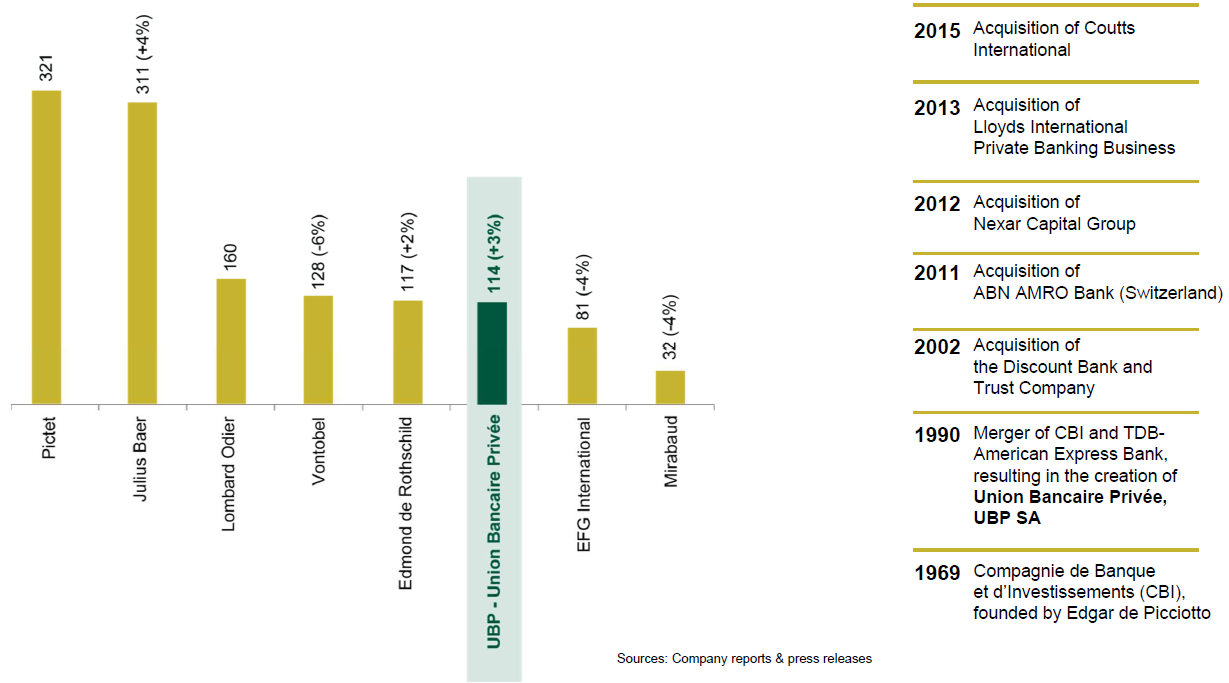 321
311 (+4%)
160
128 (-6%)
117 (+2%)
114 (+3%)
81 (-4%)
32 (-4%)
Pictet
Julius Baer
Lombard Odier
Vontobel
Edmond de Rothschild
UBP - Union Bancaire Privée
EFG International
Mirabaud
Sources: Company reports & press releases
2015 Acquisition of Coutts
International
2013 Acquisition of
Lloyds International
Private Banking Business
2012 Acquisition of
Nexar Capital Group
2011 Acquisition of
ABN AMRO Bank (Switzerland)
2002 Acquisition of
the Discount Bank and
Trust Company
1990 Merger of CBI and TDB-
American Express Bank,
resulting in the creation of
Union Bancaire Privée,
UBP SA
1969 Compagnie de Banque
et d’Investissements (CBI),
founded by Edgar de Picciotto